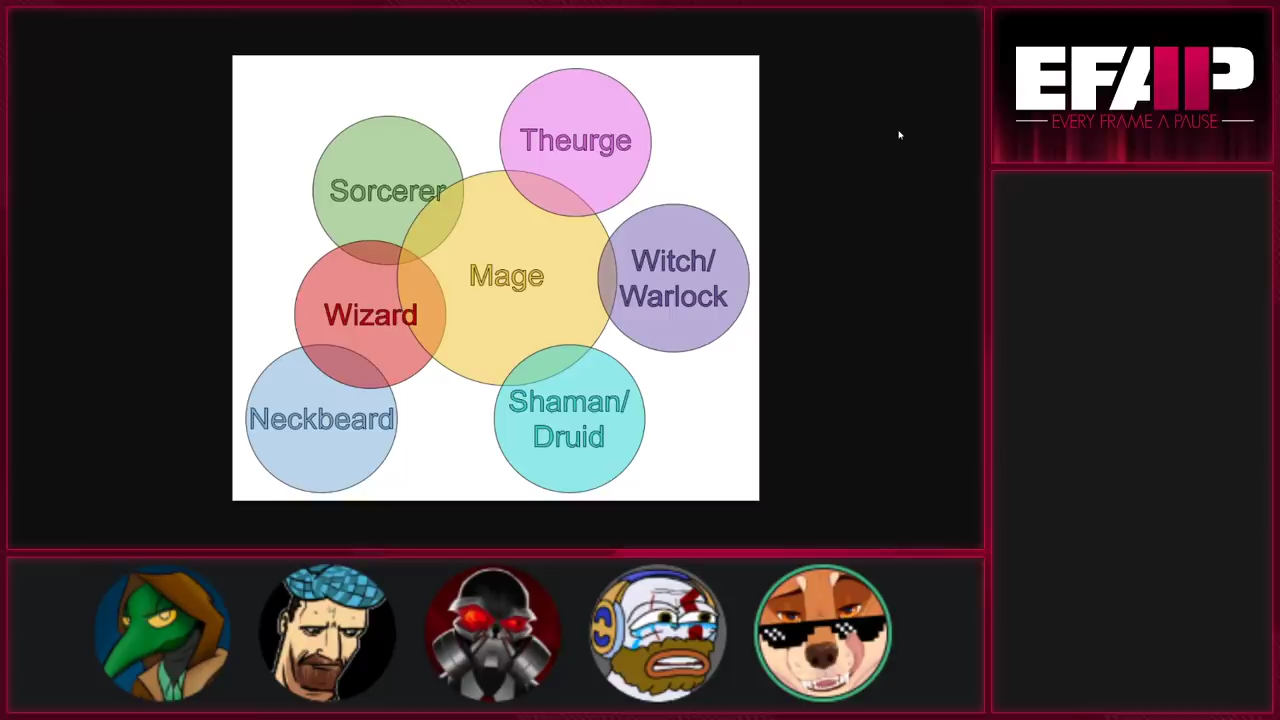 Theurge
Sorcerer
Mage
Witch/
Warlock
Wizard
Neckbeard
Shaman/
Druid
EFAP
EVERY FRAME A PAUSE